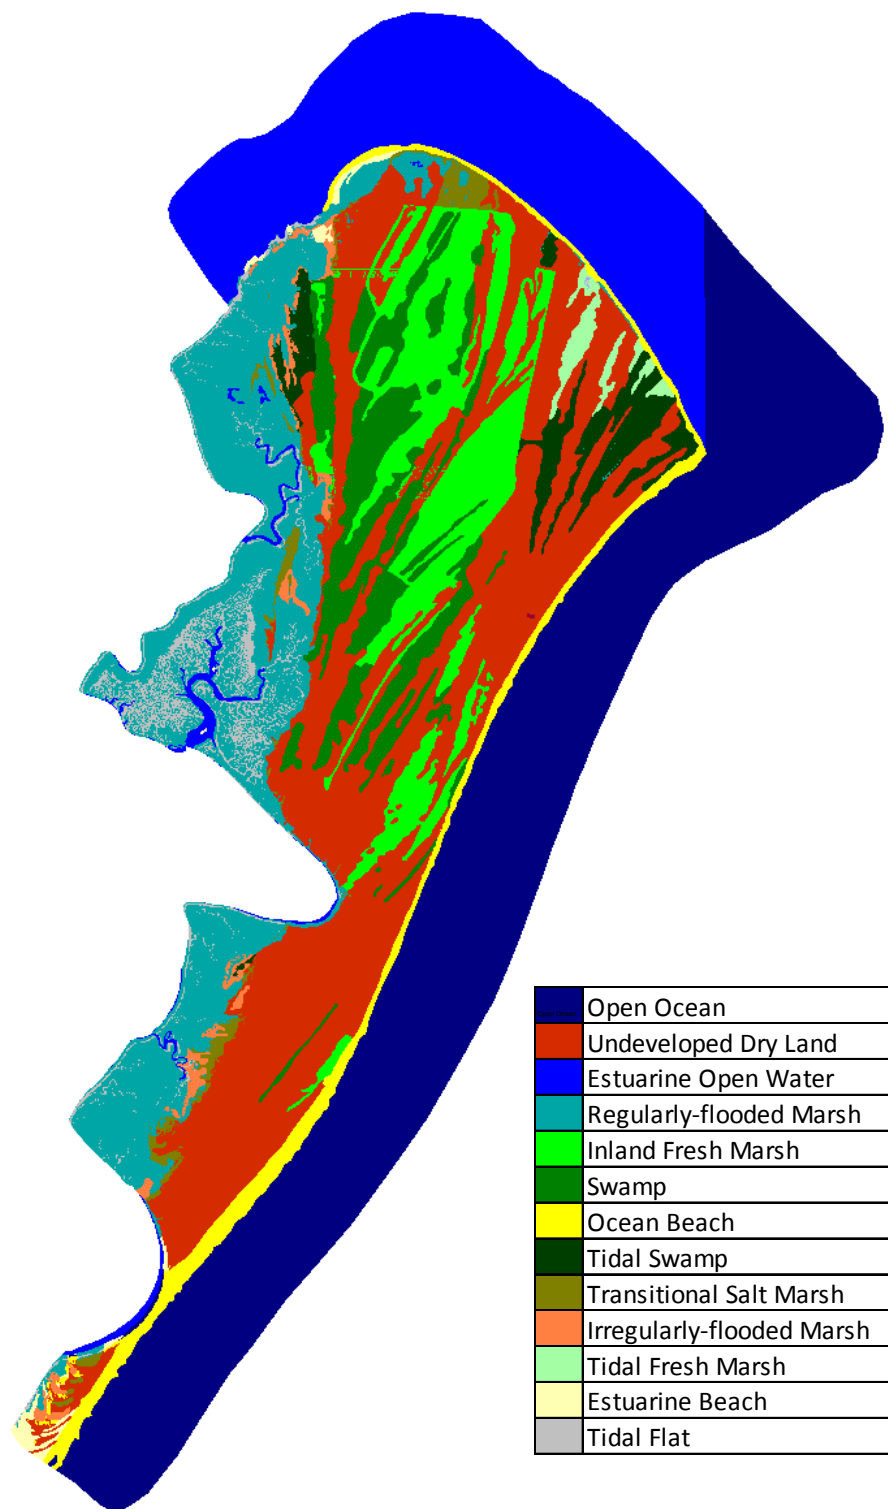 Open Ocean
Undeveloped Dry Land
Estuarine Open Water
Regularly-flooded Marsh
Inland Fresh Marsh
Swamp
Ocean Beach
Tidal Swamp
Transitional Salt Marsh
Irregularly-flooded Marsh
Tidal Fresh Marsh
Estuarine Beach
Tidal Flat